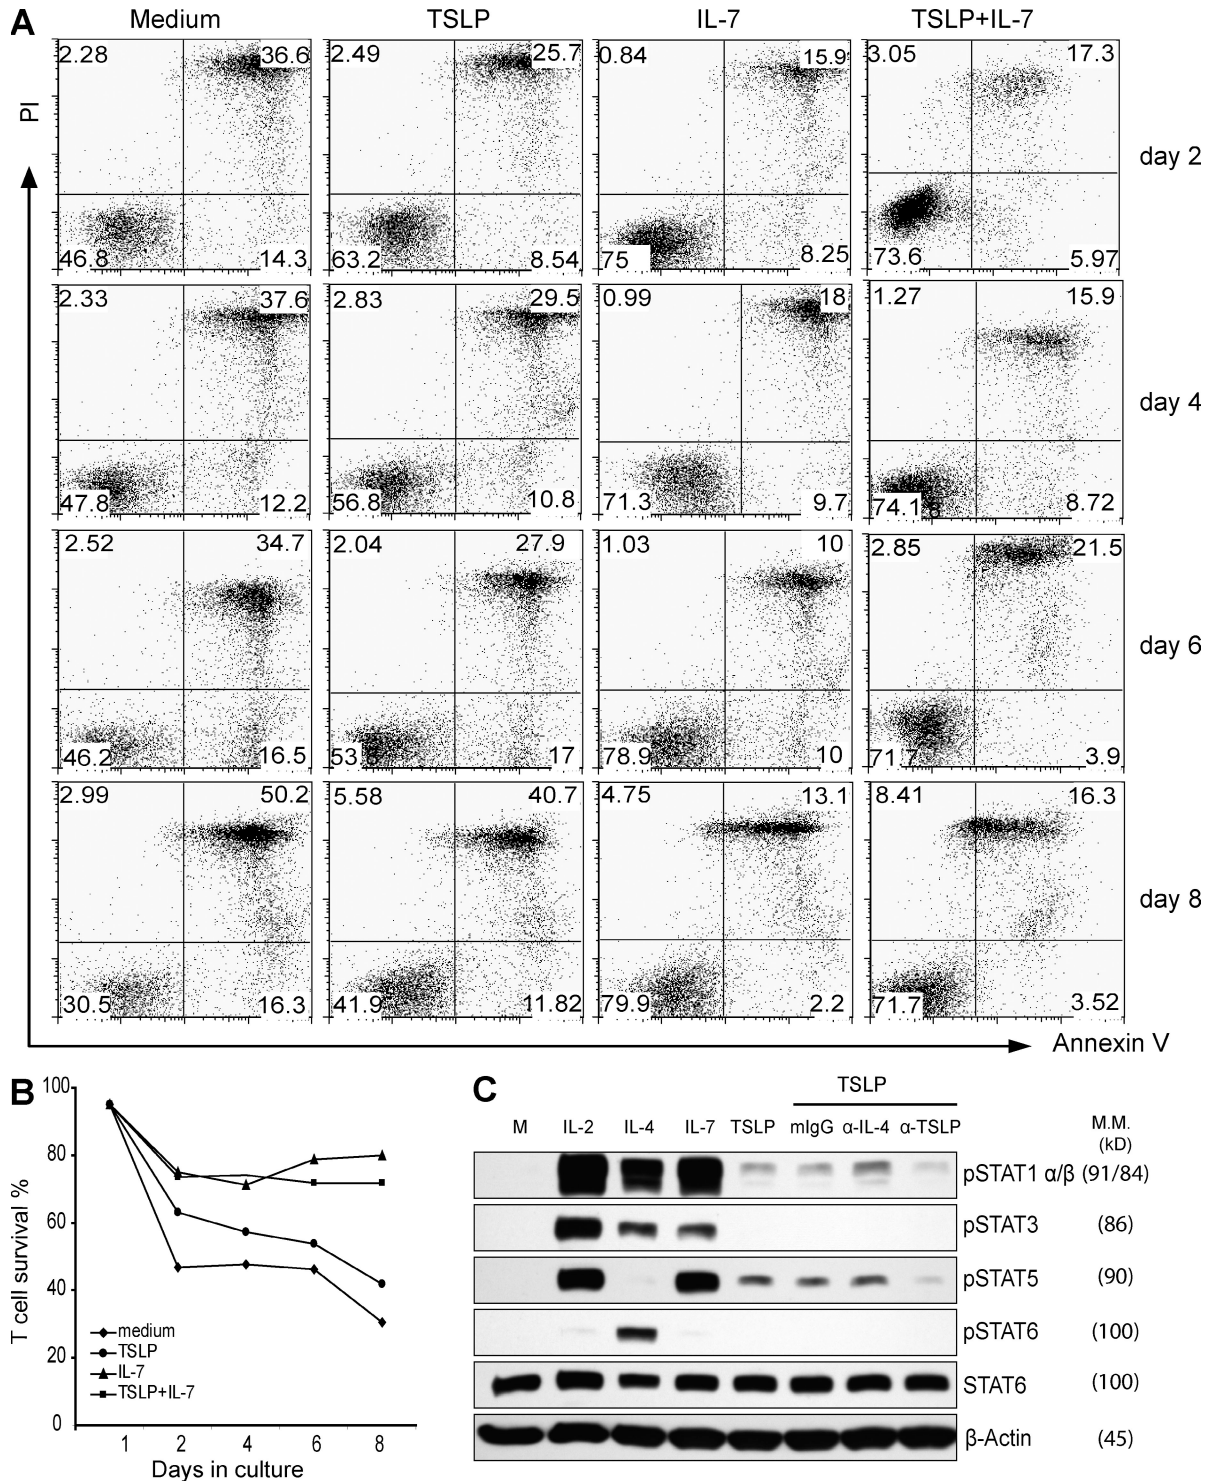 A
Medium TSLP IL-7 TSLP+IL-7
PI
2.28 36.6 2.49 25.7 0.84 15.9 3.05 17.3
day 2
46.8 14.3 63.2 8.54 75 8.25 73.6 5.97
2.33 37.6 2.83 29.5 0.99 18 1.27 15.9
day 4
47.8 12.2 56.8 10.8 71.3 9.7 74.1 8.72
2.52 34.7 2.04 27.9 1.03 10 2.85 21.5
day 6
46.2 16.5 17 78.9 10 71.7 3.9
2.99 50.2 5.58 40.7 4.75 13.1 8.41 16.3
day 8
30.5 16.3 41.9 11.82 79.9 2.2 71.7 3.52
Annexin V
B
T cell survival %
100
80
60
40
20
0
medium
TSLP
IL-7
TSLP+IL-7
1 2 4 6 8
Days in culture
C
TSLP
M IL-2 IL-4 IL-7 TSLP mIgG α-IL-4 α-TSLP
M.M.
(kD)
pSTAT1 α/β (91/84)
pSTAT3 (86)
pSTAT5 (90)
pSTAT6 (100)
STAT6 (100)
β-Actin (45)